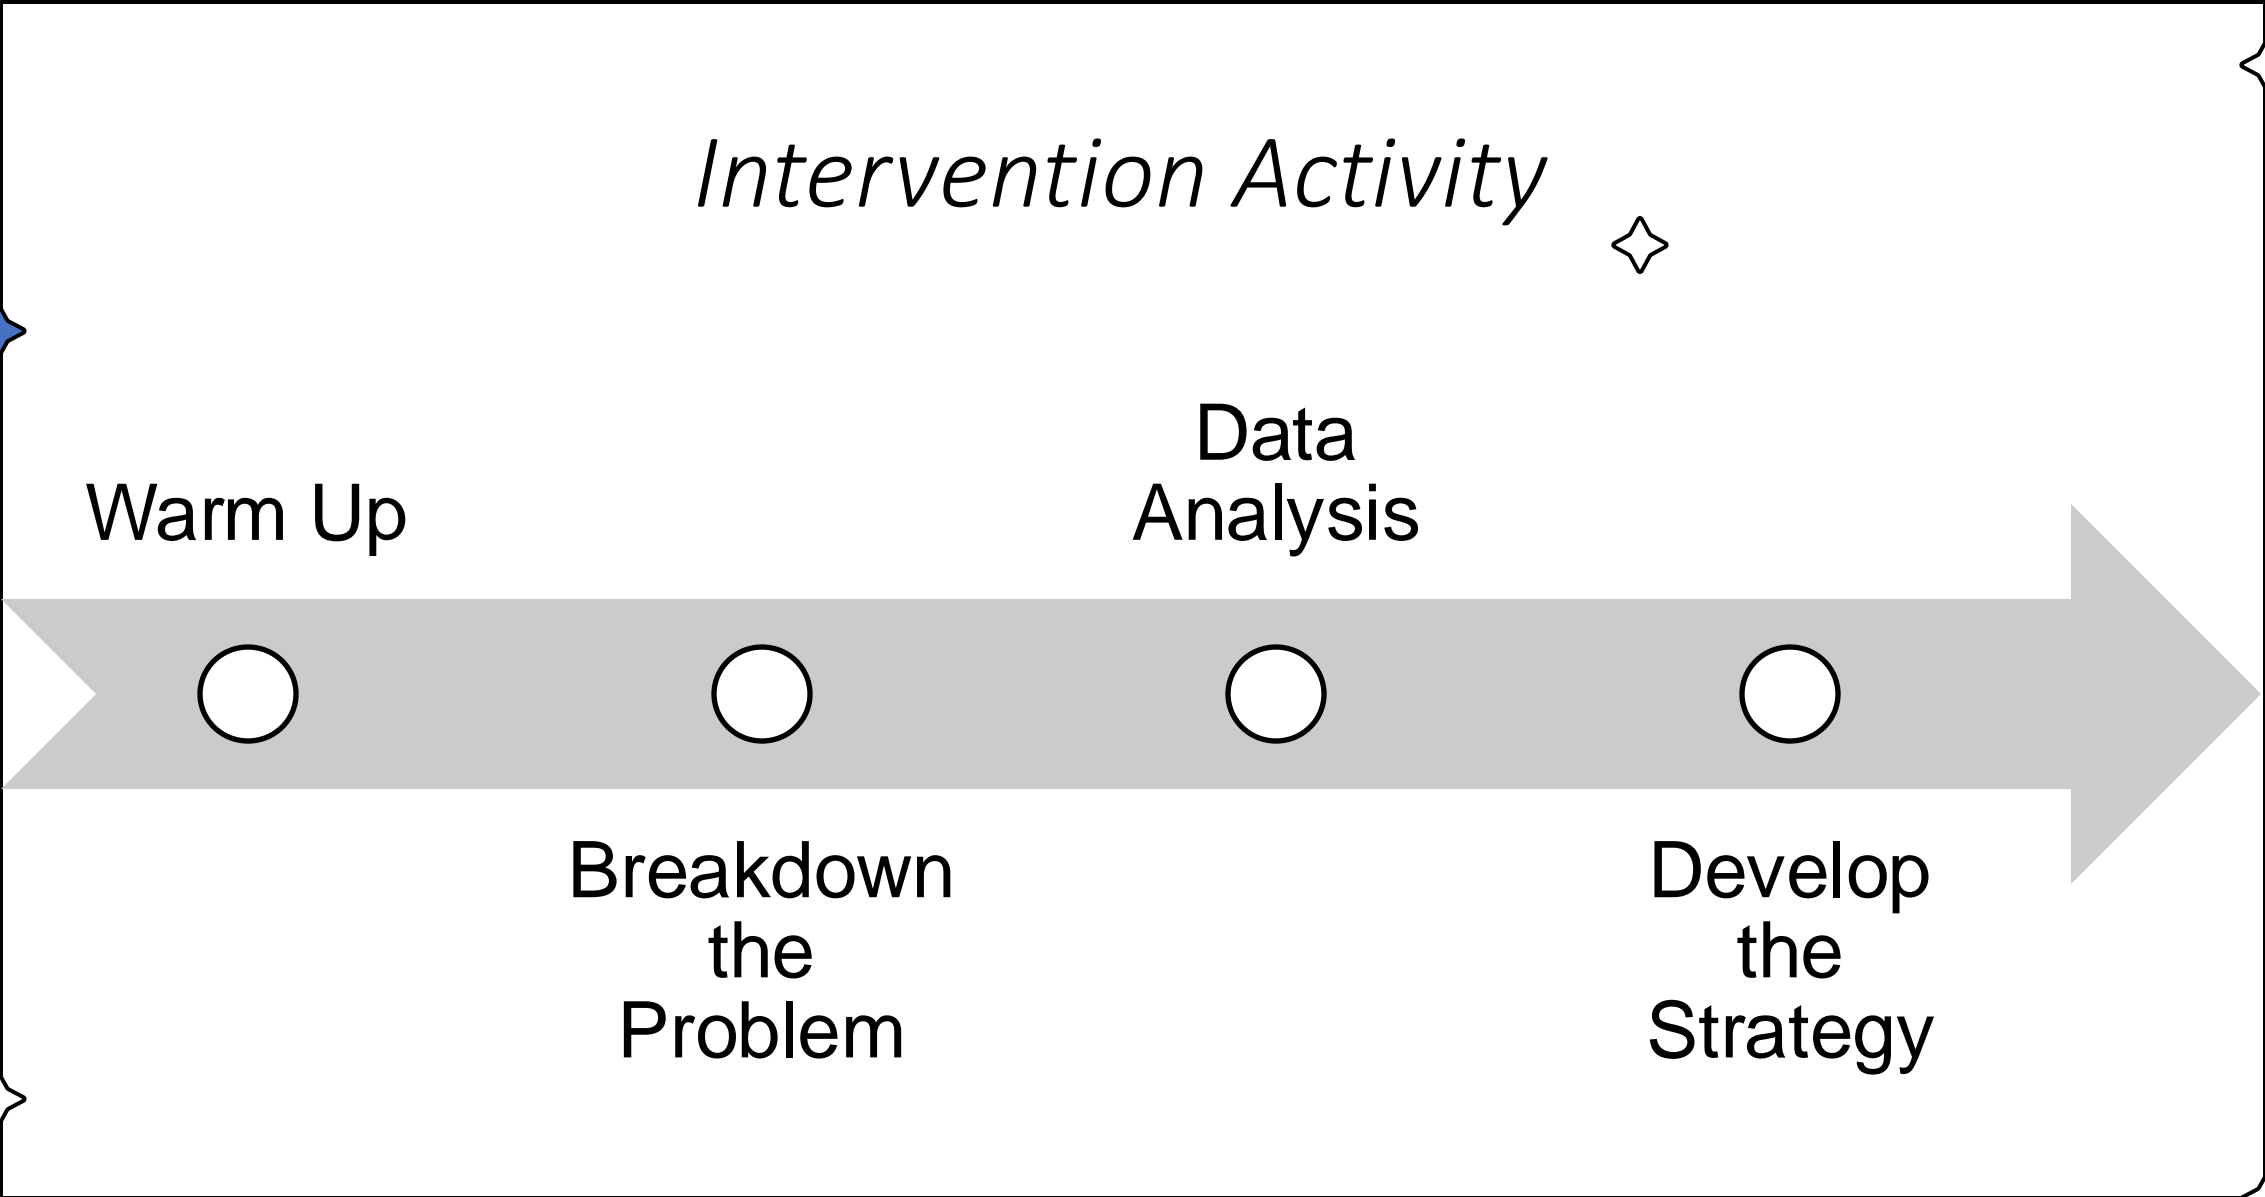 Intervention Activity
Warm Up
Breakdown
the
Problem
Data
Analysis
Develop
the
Strategy